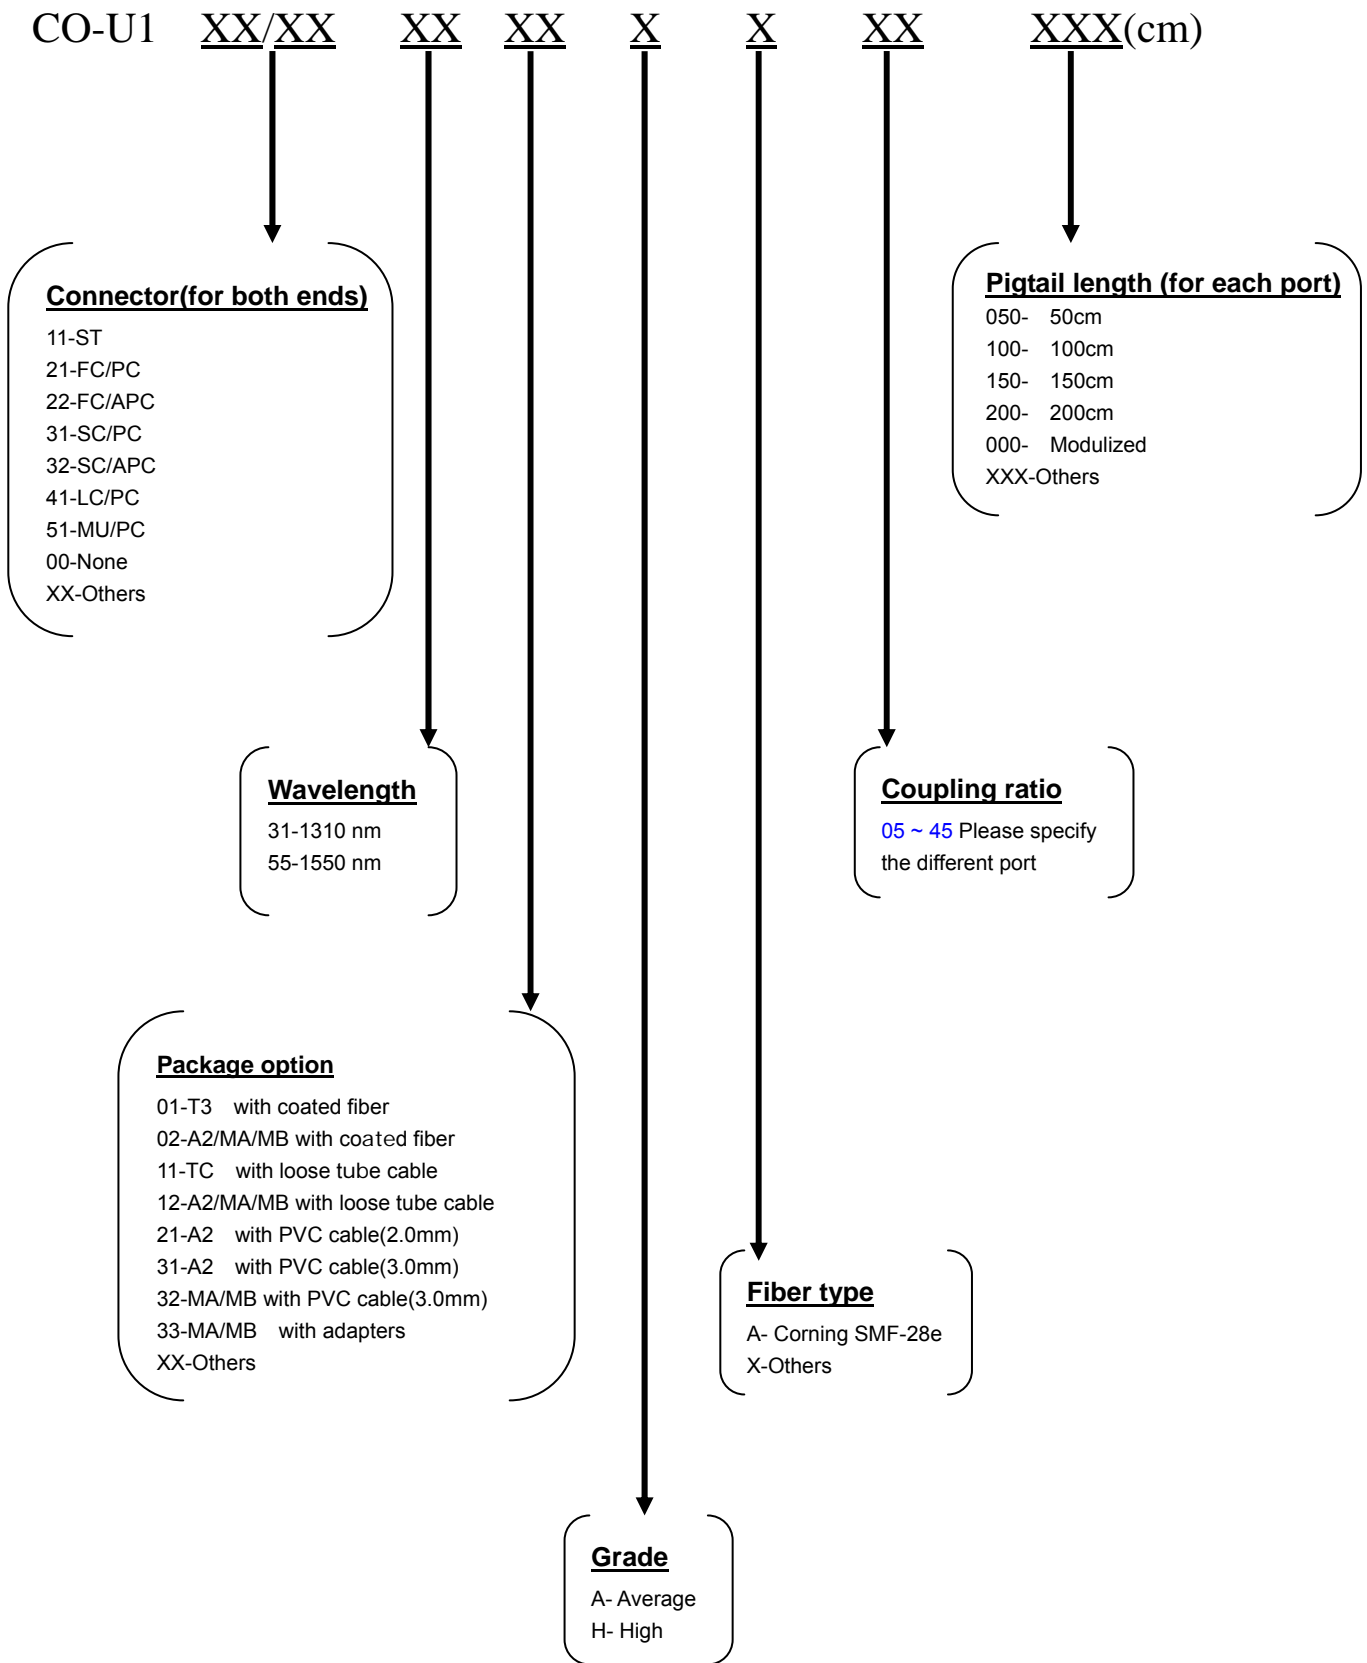 CO-U1 XX/XX XX XX X X XX XXX(cm)
Connector(for both ends)
11-ST
21-FC/PC
22-FC/APC
31-SC/PC
32-SC/APC
41-LC/PC
51-MU/PC
00-None
XX-Others
Pigtail length (for each port)
050- 50cm
100- 100cm
150- 150cm
200- 200cm
000- Modulized
XXX-Others
Wavelength
31-1310 nm
55-1550 nm
Coupling ratio
05 ~ 45 Please specify
the different port
Package option
01-T3 with coated fiber
02-A2/MA/MB with coated fiber
11-TC with loose tube cable
12-A2/MA/MB with loose tube cable
21-A2 with PVC cable(2.0mm)
31-A2 with PVC cable(3.0mm)
32-MA/MB with PVC cable(3.0mm)
33-MA/MB with adapters
XX-Others
Fiber type
A- Corning SMF-28e
X-Others
Grade
A- Average
H- High